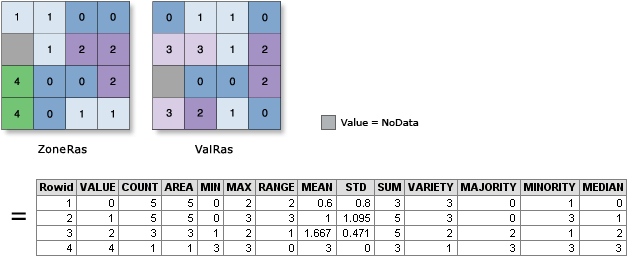 1 1 0 0 0 1 1 0
1 2 2 3 3 1 2
4 0 0 2 0 0 2
4 0 1 1 3 2 1 0
Value = NoData
ZoneRas ValRas
Rowid VALUE COUNT AREA MIN MAX RANGE MEAN STD SUM VARIETY MAJORITY MINORITY MEDIAN
1 0 5 5 0 2 2 0.6 0.8 3 3 0 1 0
= 2 1 5 5 0 3 3 1 1.095 5 3 0 3 1
3 2 3 3 1 2 1 1.667 0.471 5 2 2 1 2
4 4 1 1 3 3 0 3 0 3 1 3 3 3